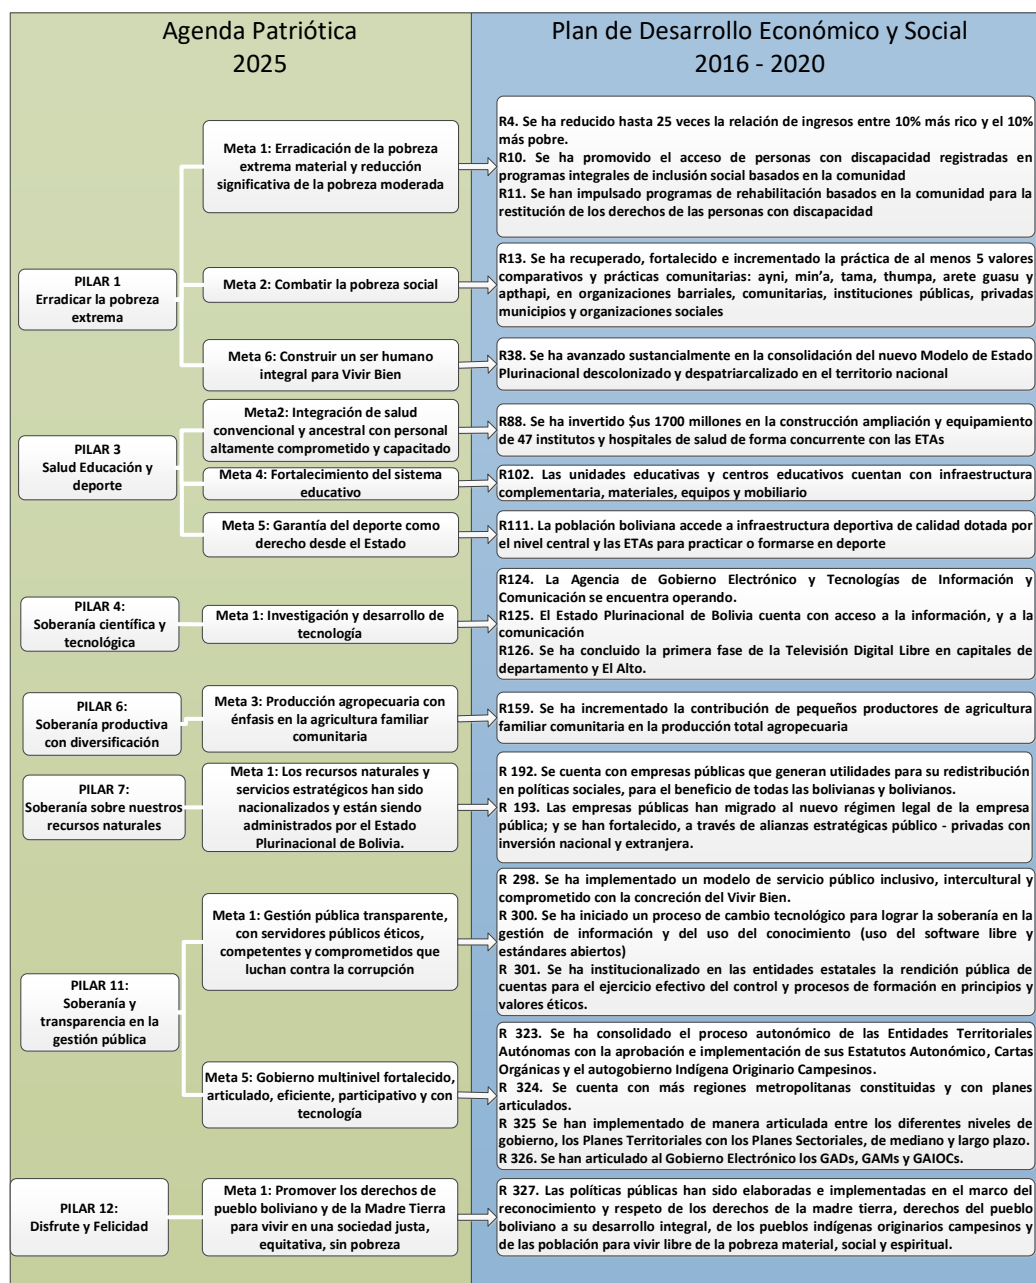 Agenda Patriótica
2025
Plan de Desarrollo Económico y Social
2016 - 2020
PILAR 1
Erradicar la pobreza
extrema
Meta 1: Erradicación de la pobreza
extrema material y reducción
significativa de la pobreza moderada
R4. Se ha reducido hasta 25 veces la relación de ingresos entre 10% más rico y el 10%
más pobre.
R10. Se ha promovido el acceso de personas con discapacidad registradas en
programas integrales de inclusión social basados en la comunidad
R11. Se han impulsado programas de rehabilitación basados en la comunidad para la
restitución de los derechos de las personas con discapacidad
Meta 2: Combatir la pobreza social
R13. Se ha recuperado, fortalecido e incrementado la práctica de al menos 5 valores
comparativos y prácticas comunitarias: ayni, min’a, tama, thumpa, arete guasu y
apthapi, en organizaciones barriales, comunitarias, instituciones públicas, privadas
municipios y organizaciones sociales
Meta 6: Construir un ser humano
integral para Vivir Bien
R38. Se ha avanzado sustancialmente en la consolidación del nuevo Modelo de Estado
Plurinacional descolonizado y despatriarcalizado en el territorio nacional
PILAR 3
Salud Educación y
deporte
Meta2: Integración de salud
convencional y ancestral con personal
altamente comprometido y capacitado
R88. Se ha invertido $us 1700 millones en la construcción ampliación y equipamiento
de 47 institutos y hospitales de salud de forma concurrente con las ETAs
Meta 4: Fortalecimiento del sistema
educativo
R102. Las unidades educativas y centros educativos cuentan con infraestructura
complementaria, materiales, equipos y mobiliario
Meta 5: Garantía del deporte como
derecho desde el Estado
R111. La población boliviana accede a infraestructura deportiva de calidad dotada por
el nivel central y las ETAs para practicar o formarse en deporte
PILAR 4:
Soberanía científica y
tecnológica
Meta 1: Investigación y desarrollo de
tecnología
R124. La Agencia de Gobierno Electrónico y Tecnologías de Información y
Comunicación se encuentra operando.
R125. El Estado Plurinacional de Bolivia cuenta con acceso a la información, y a la
comunicación
R126. Se ha concluido la primera fase de la Televisión Digital Libre en capitales de
departamento y El Alto.
PILAR 6:
Soberanía productiva
con diversificación
Meta 3: Producción agropecuaria con
énfasis en la agricultura familiar
comunitaria
R159. Se ha incrementado la contribución de pequeños productores de agricultura
familiar comunitaria en la producción total agropecuaria
PILAR 7:
Soberanía sobre nuestros
recursos naturales
Meta 1: Los recursos naturales y
servicios estratégicos han sido
nacionalizados y están siendo
administrados por el Estado
Plurinacional de Bolivia.
R 192. Se cuenta con empresas públicas que generan utilidades para su redistribución
en políticas sociales, para el beneficio de todas las bolivianas y bolivianos.
R 193. Las empresas públicas han migrado al nuevo régimen legal de la empresa
pública; y se han fortalecido, a través de alianzas estratégicas público - privadas con
inversión nacional y extranjera.
PILAR 11:
Soberanía y
transparencia en la
gestión pública
Meta 1: Gestión pública transparente,
con servidores públicos éticos,
competentes y comprometidos que
luchan contra la corrupción
R 298. Se ha implementado un modelo de servicio público inclusivo, intercultural y
comprometido con la concreción del Vivir Bien.
R 300. Se ha iniciado un proceso de cambio tecnológico para lograr la soberanía en la
gestión de información y del uso del conocimiento (uso del software libre y
estándares abiertos)
R 301. Se ha institucionalizado en las entidades estatales la rendición pública de
cuentas para el ejercicio efectivo del control y procesos de formación en principios y
valores éticos.
Meta 5: Gobierno multinivel fortalecido,
articulado, eficiente, participativo y con
tecnología
R 323. Se ha consolidado el proceso autonómico de las Entidades Territoriales
Autónomas con la aprobación e implementación de sus Estatutos Autonómico, Cartas
Orgánicas y el autogobierno Indígena Originario Campesinos.
R 324. Se cuenta con más regiones metropolitanas constituidas y con planes
articulados.
R 325 Se han implementado de manera articulada entre los diferentes niveles de
gobierno, los Planes Territoriales con los Planes Sectoriales, de mediano y largo plazo.
R 326. Se han articulado al Gobierno Electrónico los GADs, GAMs y GAIOCs.
PILAR 12:
Disfrute y Felicidad
Meta 1: Promover los derechos de
pueblo boliviano y de la Madre Tierra
para vivir en una sociedad justa,
equitativa, sin pobreza
R 327. Las políticas públicas han sido elaboradas e implementadas en el marco del
reconocimiento y respeto de los derechos de la madre tierra, derechos del pueblo
boliviano a su desarrollo integral, de los pueblos indígenas originarios campesinos y
de las población para vivir libre de la pobreza material, social y espiritual.